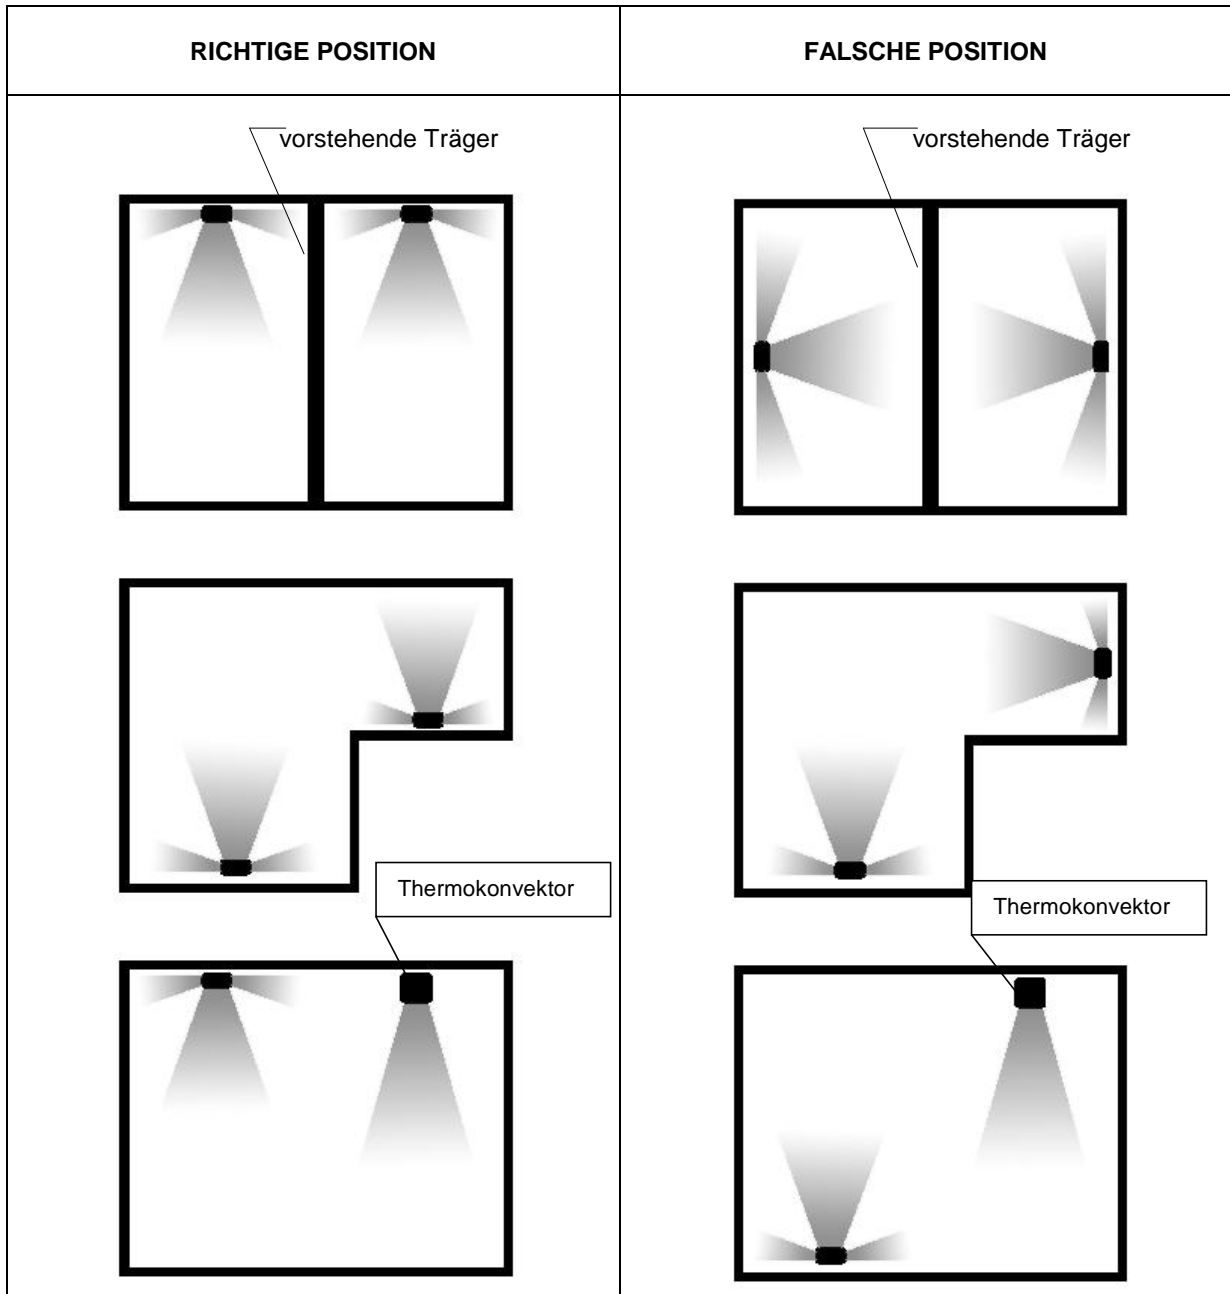 RICHTIGE POSITION
FALSCHE POSITION
vorstehende Träger
vorstehende Träger
Thermokonvektor
Thermokonvektor